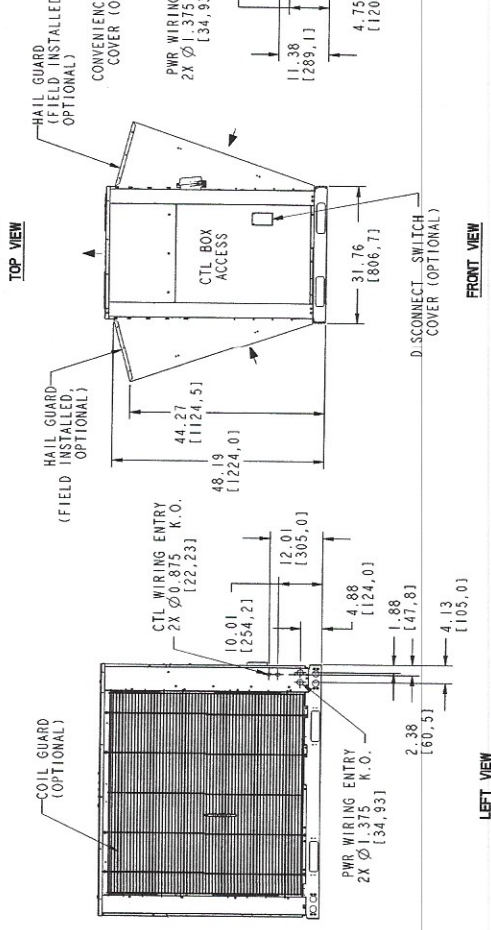 TOP VIEW
HAIL GUARD
(FIELD INSTALLED,
OPTIONAL)
HAIL GUARD
(FIELD INSTALLED
OPTIONAL)
CTL BOX
ACCESS
44.27
[1124,5]
48.19
[1224,0]
31.76
[806,7]
DISCONNECT SWITCH
COVER (OPTIONAL)
FRONT VIEW
COIL GUARD
(OPTIONAL)
CTL WIRING ENTRY
2X Ø0.875 K.O.
[22,23]
10.01
[254,2]
12.01
[305,0]
4.88
[124,0]
1.88
[47,8]
4.13
[105,0]
2.38
[60,5]
PWR WIRING ENTRY
2X Ø1.375 K.O.
[34,93]
LEFT VIEW
COVER (O
PWR WIRING
2X Ø1.375
11.38
[289,1]
4.75